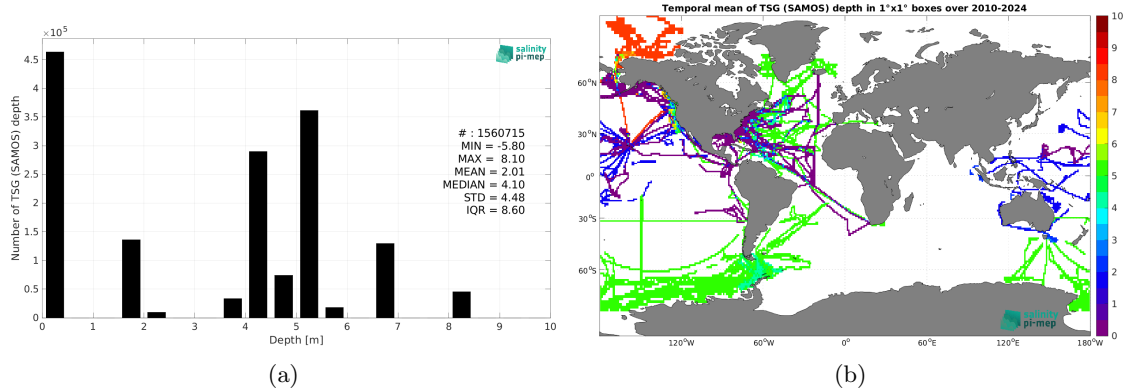 ×10⁵
4.5
4
3.5
3
2.5
2
1.5
1
0.5
0
Number of TSG (SAMOS) depth
0 1 2 3 4 5 6 7 8 9 10
Depth [m]
salinity
pi-mep
# : 1560715
MIN = -5.80
MAX = 8.10
MEAN = 2.01
MEDIAN = 4.10
STD = 4.48
IQR = 8.60
(a)
Temporal mean of TSG (SAMOS) depth in 1°x1° boxes over 2010-2024
60°N
30°N
0°
30°S
60°S
120°W 60°W 0° 60°E 120°E 180°W
salinity
pi-mep
10
9
8
7
6
5
4
3
2
1
0
(b)